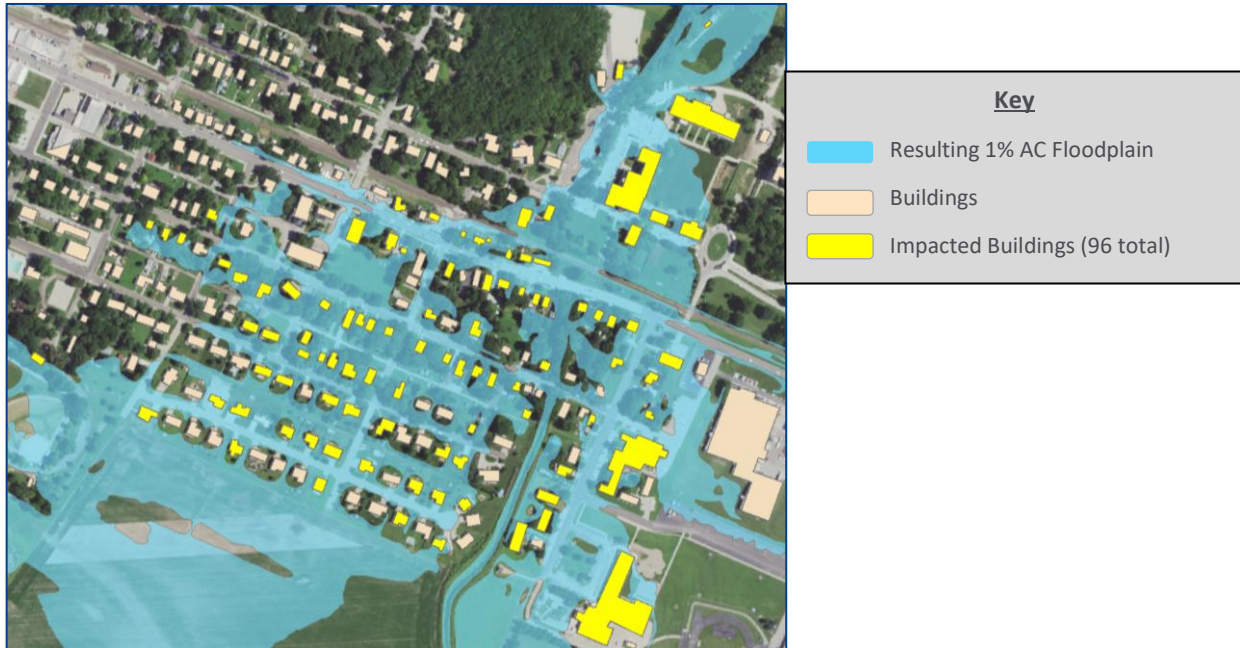 Key
Resulting 1% AC Floodplain
Buildings
Impacted Buildings (96 total)